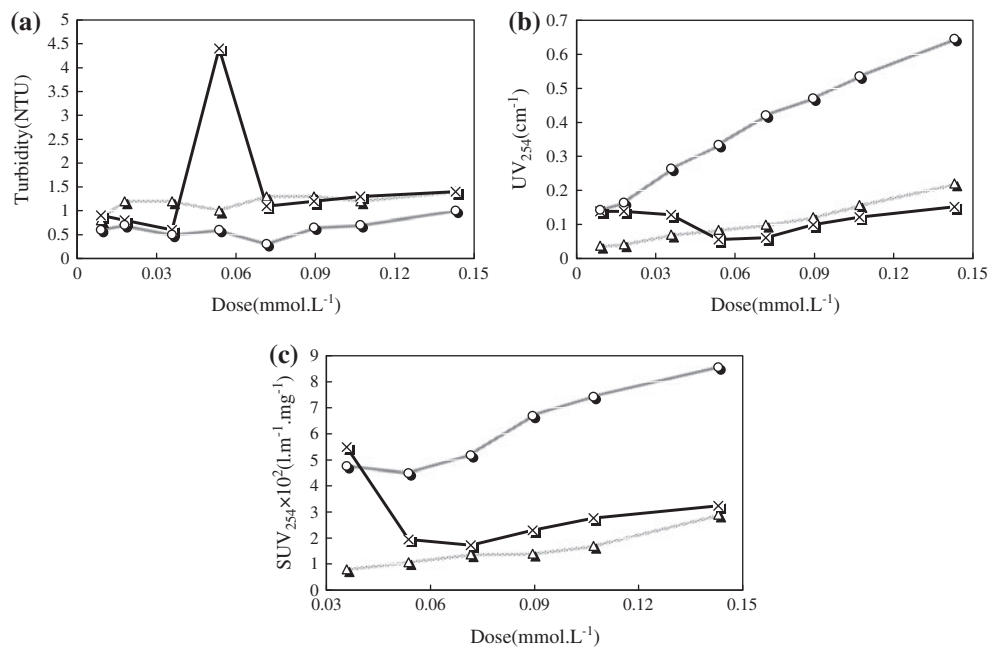 (a)
5
4.5
4
3.5
3
2.5
2
1.5
1
0.5
0
Turbidity(NTU)
0 0.03 0.06 0.09 0.12 0.15
Dose(mmol.L⁻¹)
(b)
0.7
0.6
0.5
0.4
0.3
0.2
0.1
0
UV₂₅₄(cm⁻¹)
0 0.03 0.06 0.09 0.12 0.15
Dose(mmol.L⁻¹)
(c)
9
8
7
6
5
4
3
2
1
0
SUV₂₅₄×10²(l.m⁻¹.mg⁻¹)
0.03 0.06 0.09 0.12 0.15
Dose(mmol.L⁻¹)